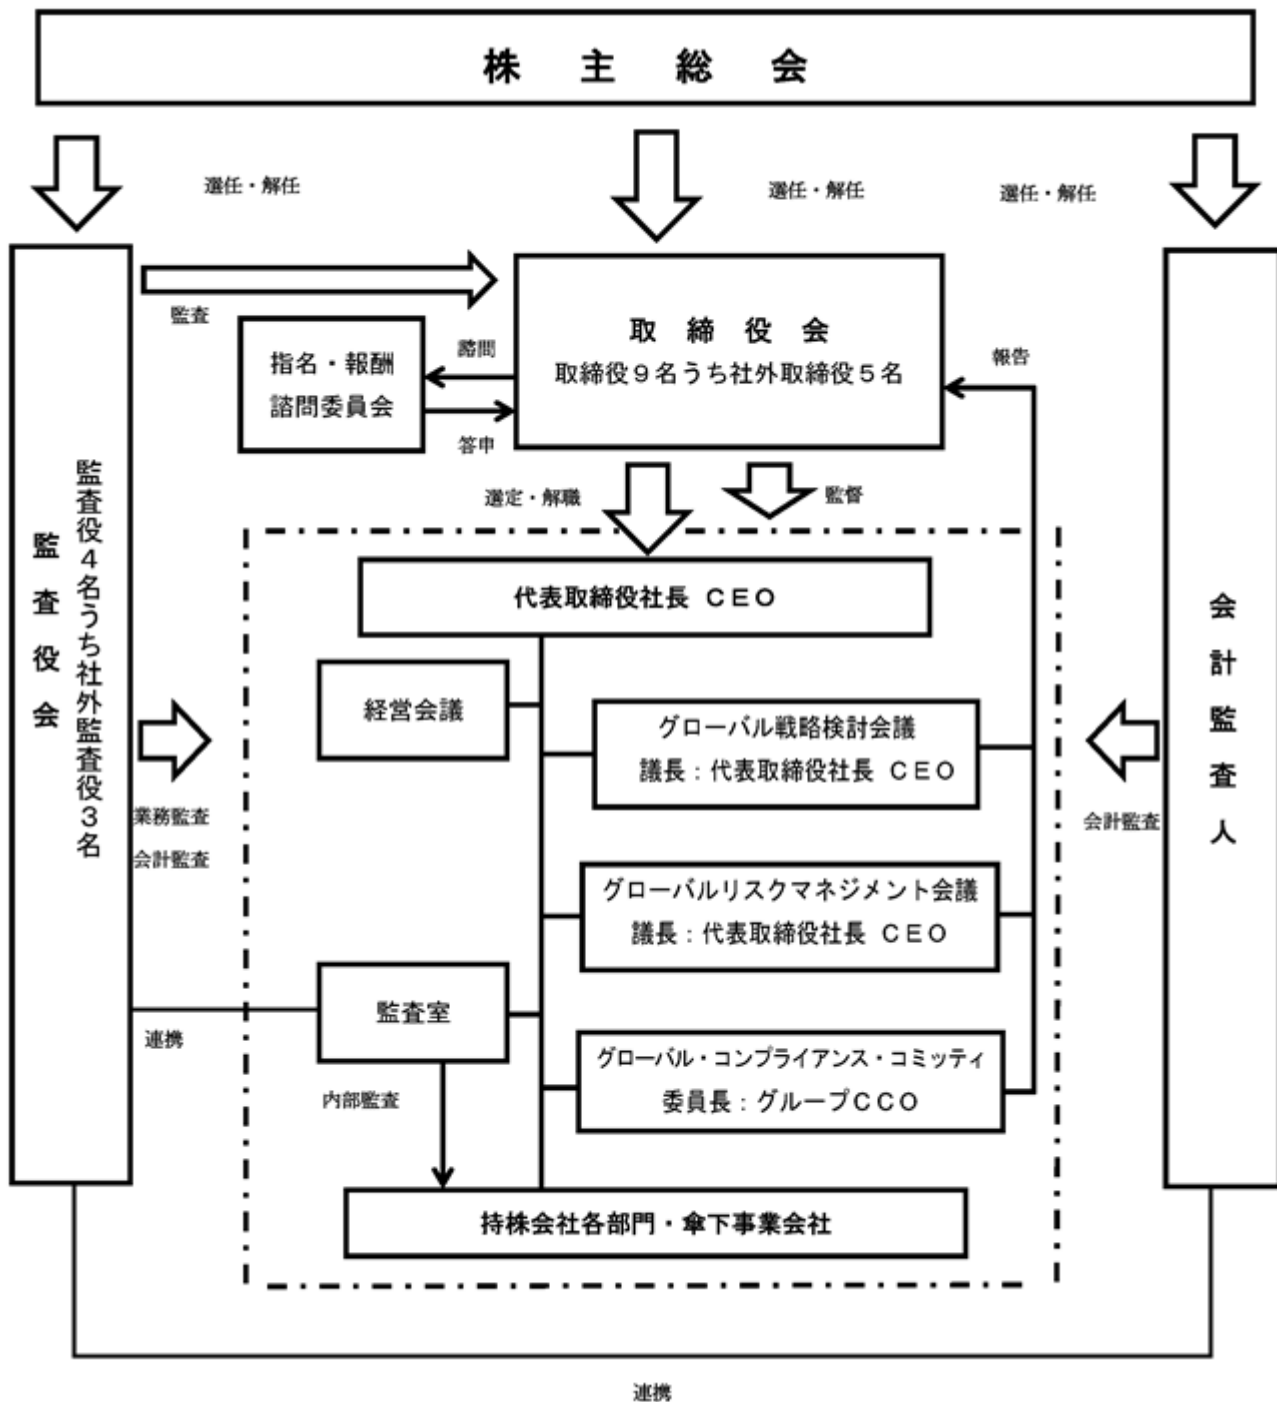 株主総会
選任・解任
選任・解任
選任・解任
監査
取締役会
取締役９名うち社外取締役５名
指名・報酬
諮問委員会
諮問
答申
報告
選定・解職
監督
監査役会
監査役４名うち社外監査役３名
会計監査人
代表取締役社長 ＣＥＯ
経営会議
グローバル戦略検討会議
議長：代表取締役社長 ＣＥＯ
業務監査
会計監査
会計監査
グローバルリスクマネジメント会議
議長：代表取締役社長 ＣＥＯ
監査室
連携
内部監査
グローバル・コンプライアンス・コミッティ
委員長：グループＣＣＯ
持株会社各部門・傘下事業会社
連携